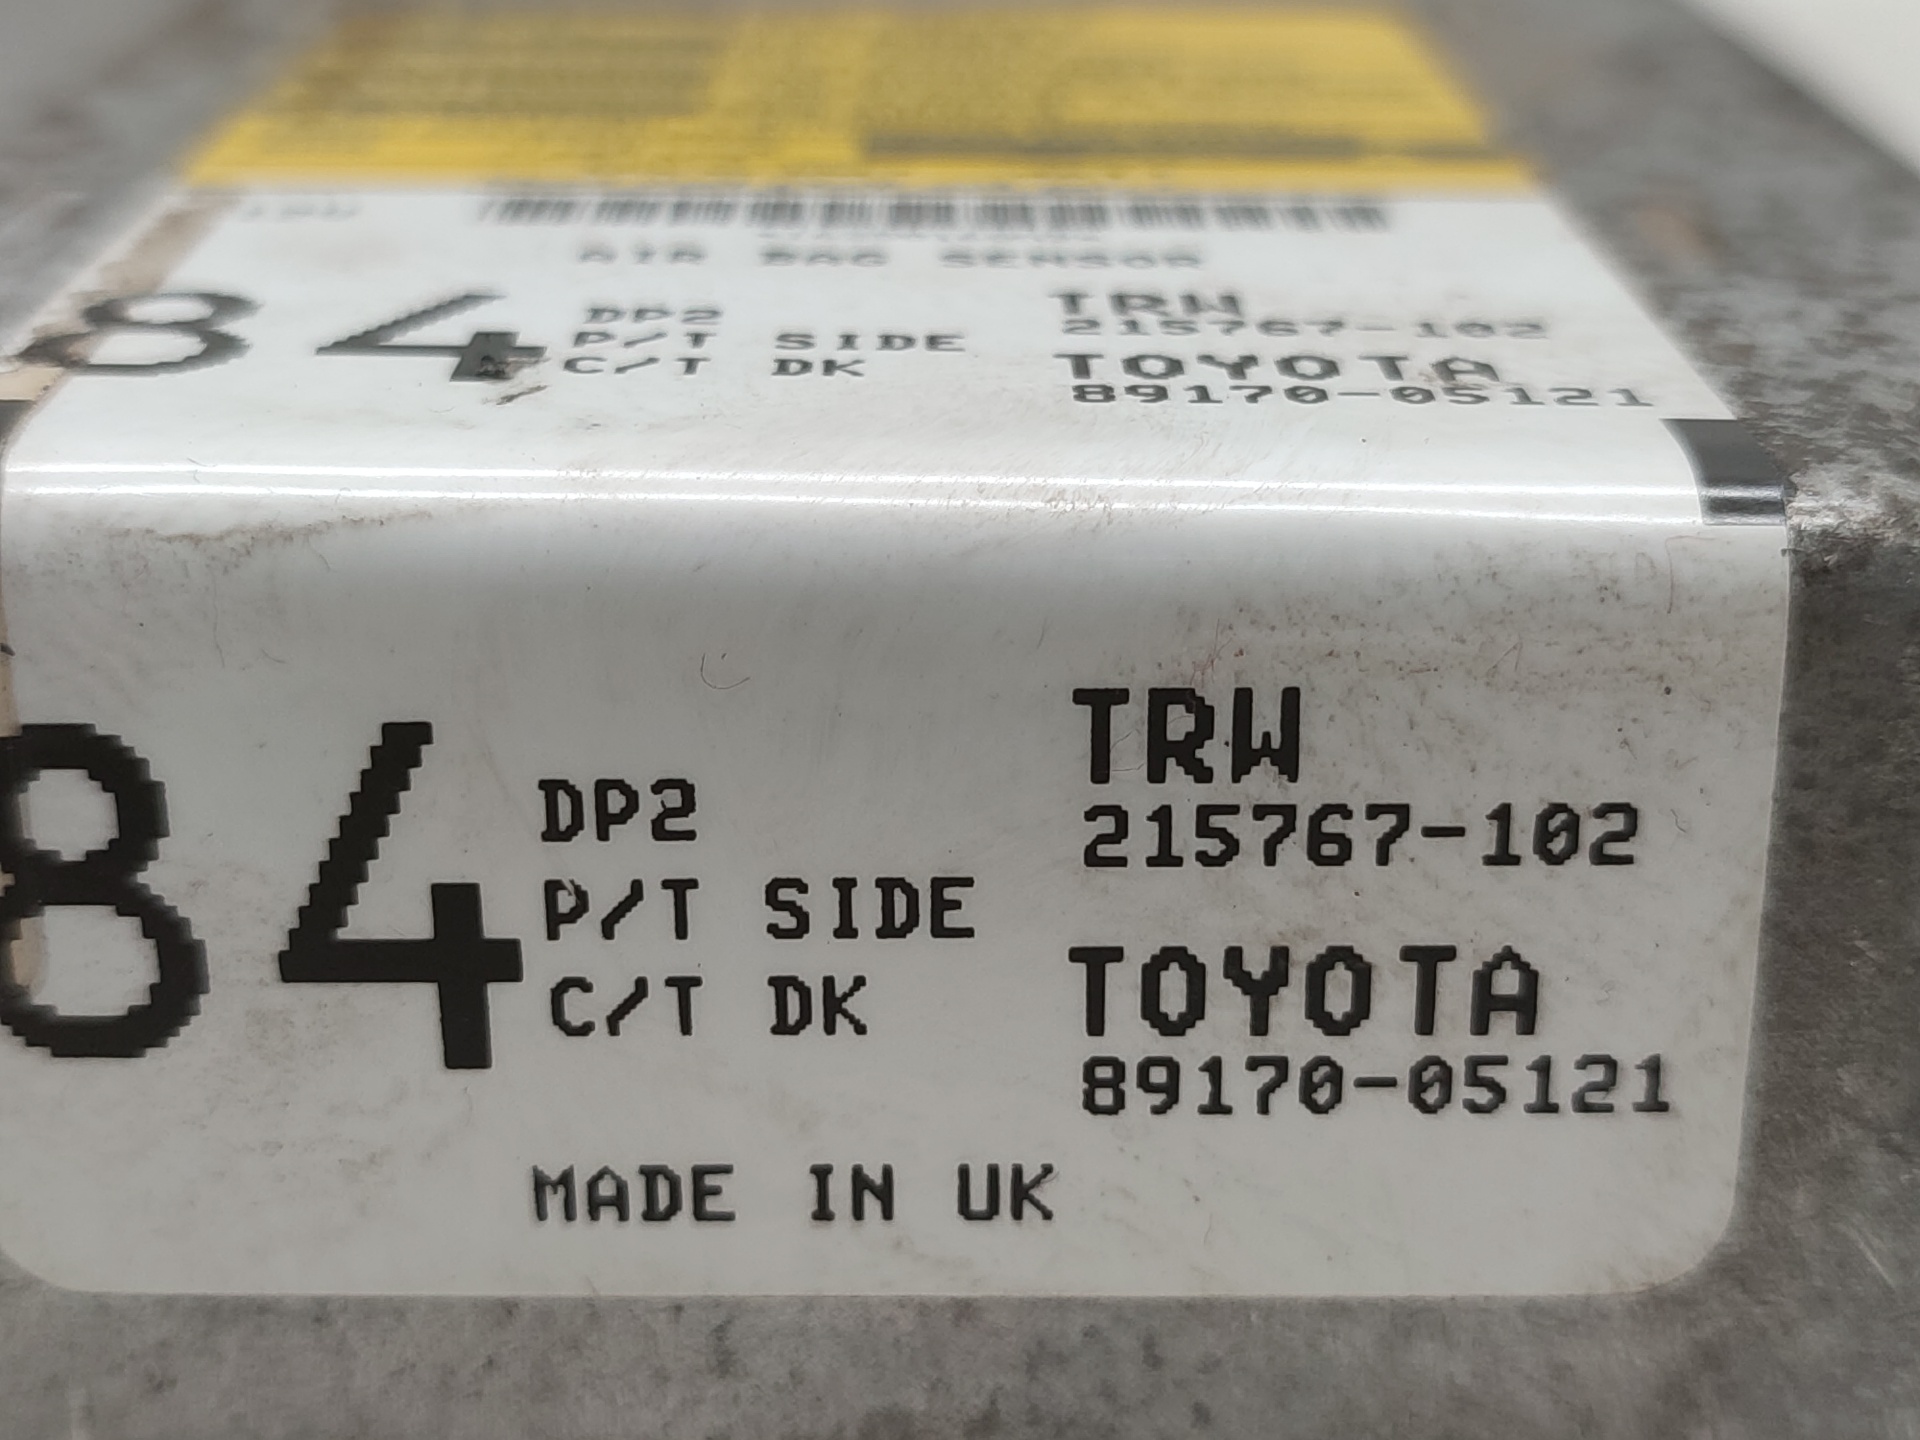 AIR BAG SENSOR
84
DP2
P/T SIDE
C/T DK
TRW
215767-102
TOYOTA
89170-05121
84
DP2
P/T SIDE
C/T DK
TRW
215767-102
TOYOTA
89170-05121
MADE IN UK